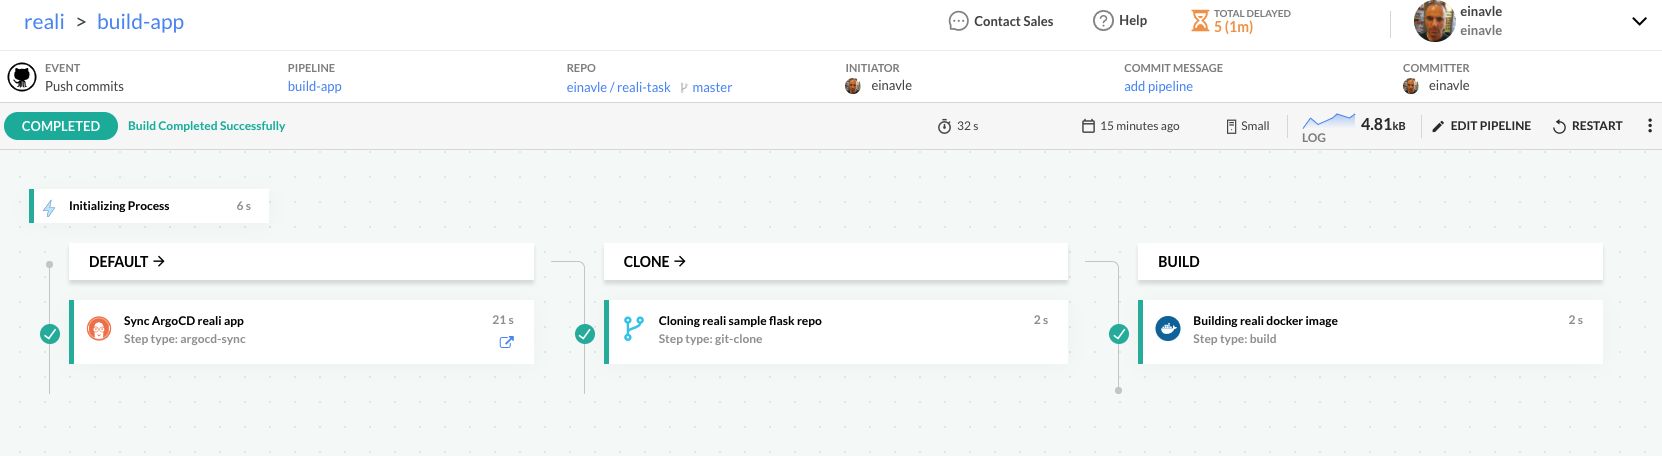 reali > build-app
Contact Sales
Help
TOTAL DELAYED
5 (1m)
einavle
einavle
EVENT
Push commits
PIPELINE
build-app
REPO
einavle / reali-task master
INITIATOR
einavle
COMMIT MESSAGE
add pipeline
COMMITTER
einavle
COMPLETED
Build Completed Successfully
32 s
15 minutes ago
Small
LOG
4.81kB
EDIT PIPELINE
RESTART
Initializing Process 6 s
DEFAULT →
Sync ArgoCD reali app 21 s
Step type: argocd-sync
CLONE →
Cloning reali sample flask repo 2 s
Step type: git-clone
BUILD
Building reali docker image 2 s
Step type: build